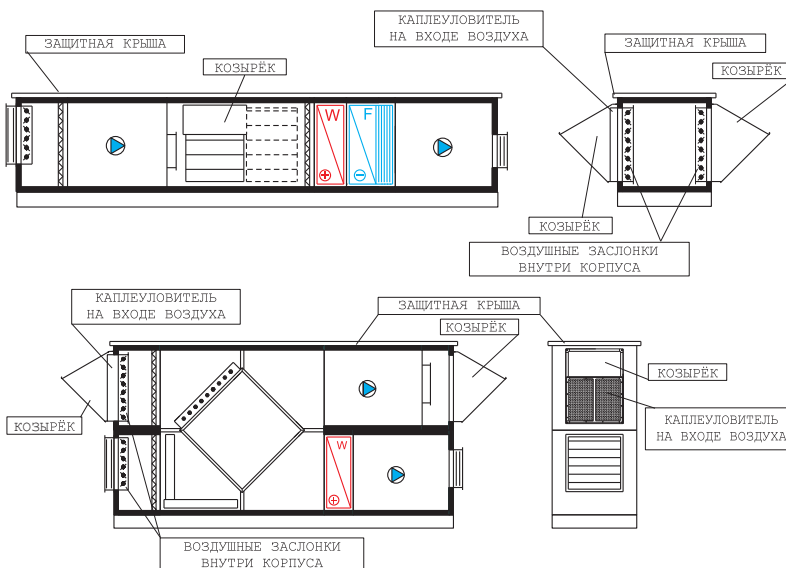 КАПЛЕУЛОВИТЕЛЬ
НА ВХОДЕ ВОЗДУХА
ЗАЩИТНАЯ КРЫША
ЗАЩИТНАЯ КРЫША
КОЗЫРЁК
КОЗЫРЁК
W
F
КОЗЫРЁК
ВОЗДУШНЫЕ ЗАСЛОНКИ
ВНУТРИ КОРПУСА
КАПЛЕУЛОВИТЕЛЬ
НА ВХОДЕ ВОЗДУХА
ЗАЩИТНАЯ КРЫША
КОЗЫРЁК
КОЗЫРЁК
КОЗЫРЁК
КАПЛЕУЛОВИТЕЛЬ
НА ВХОДЕ ВОЗДУХА
W
ВОЗДУШНЫЕ ЗАСЛОНКИ
ВНУТРИ КОРПУСА